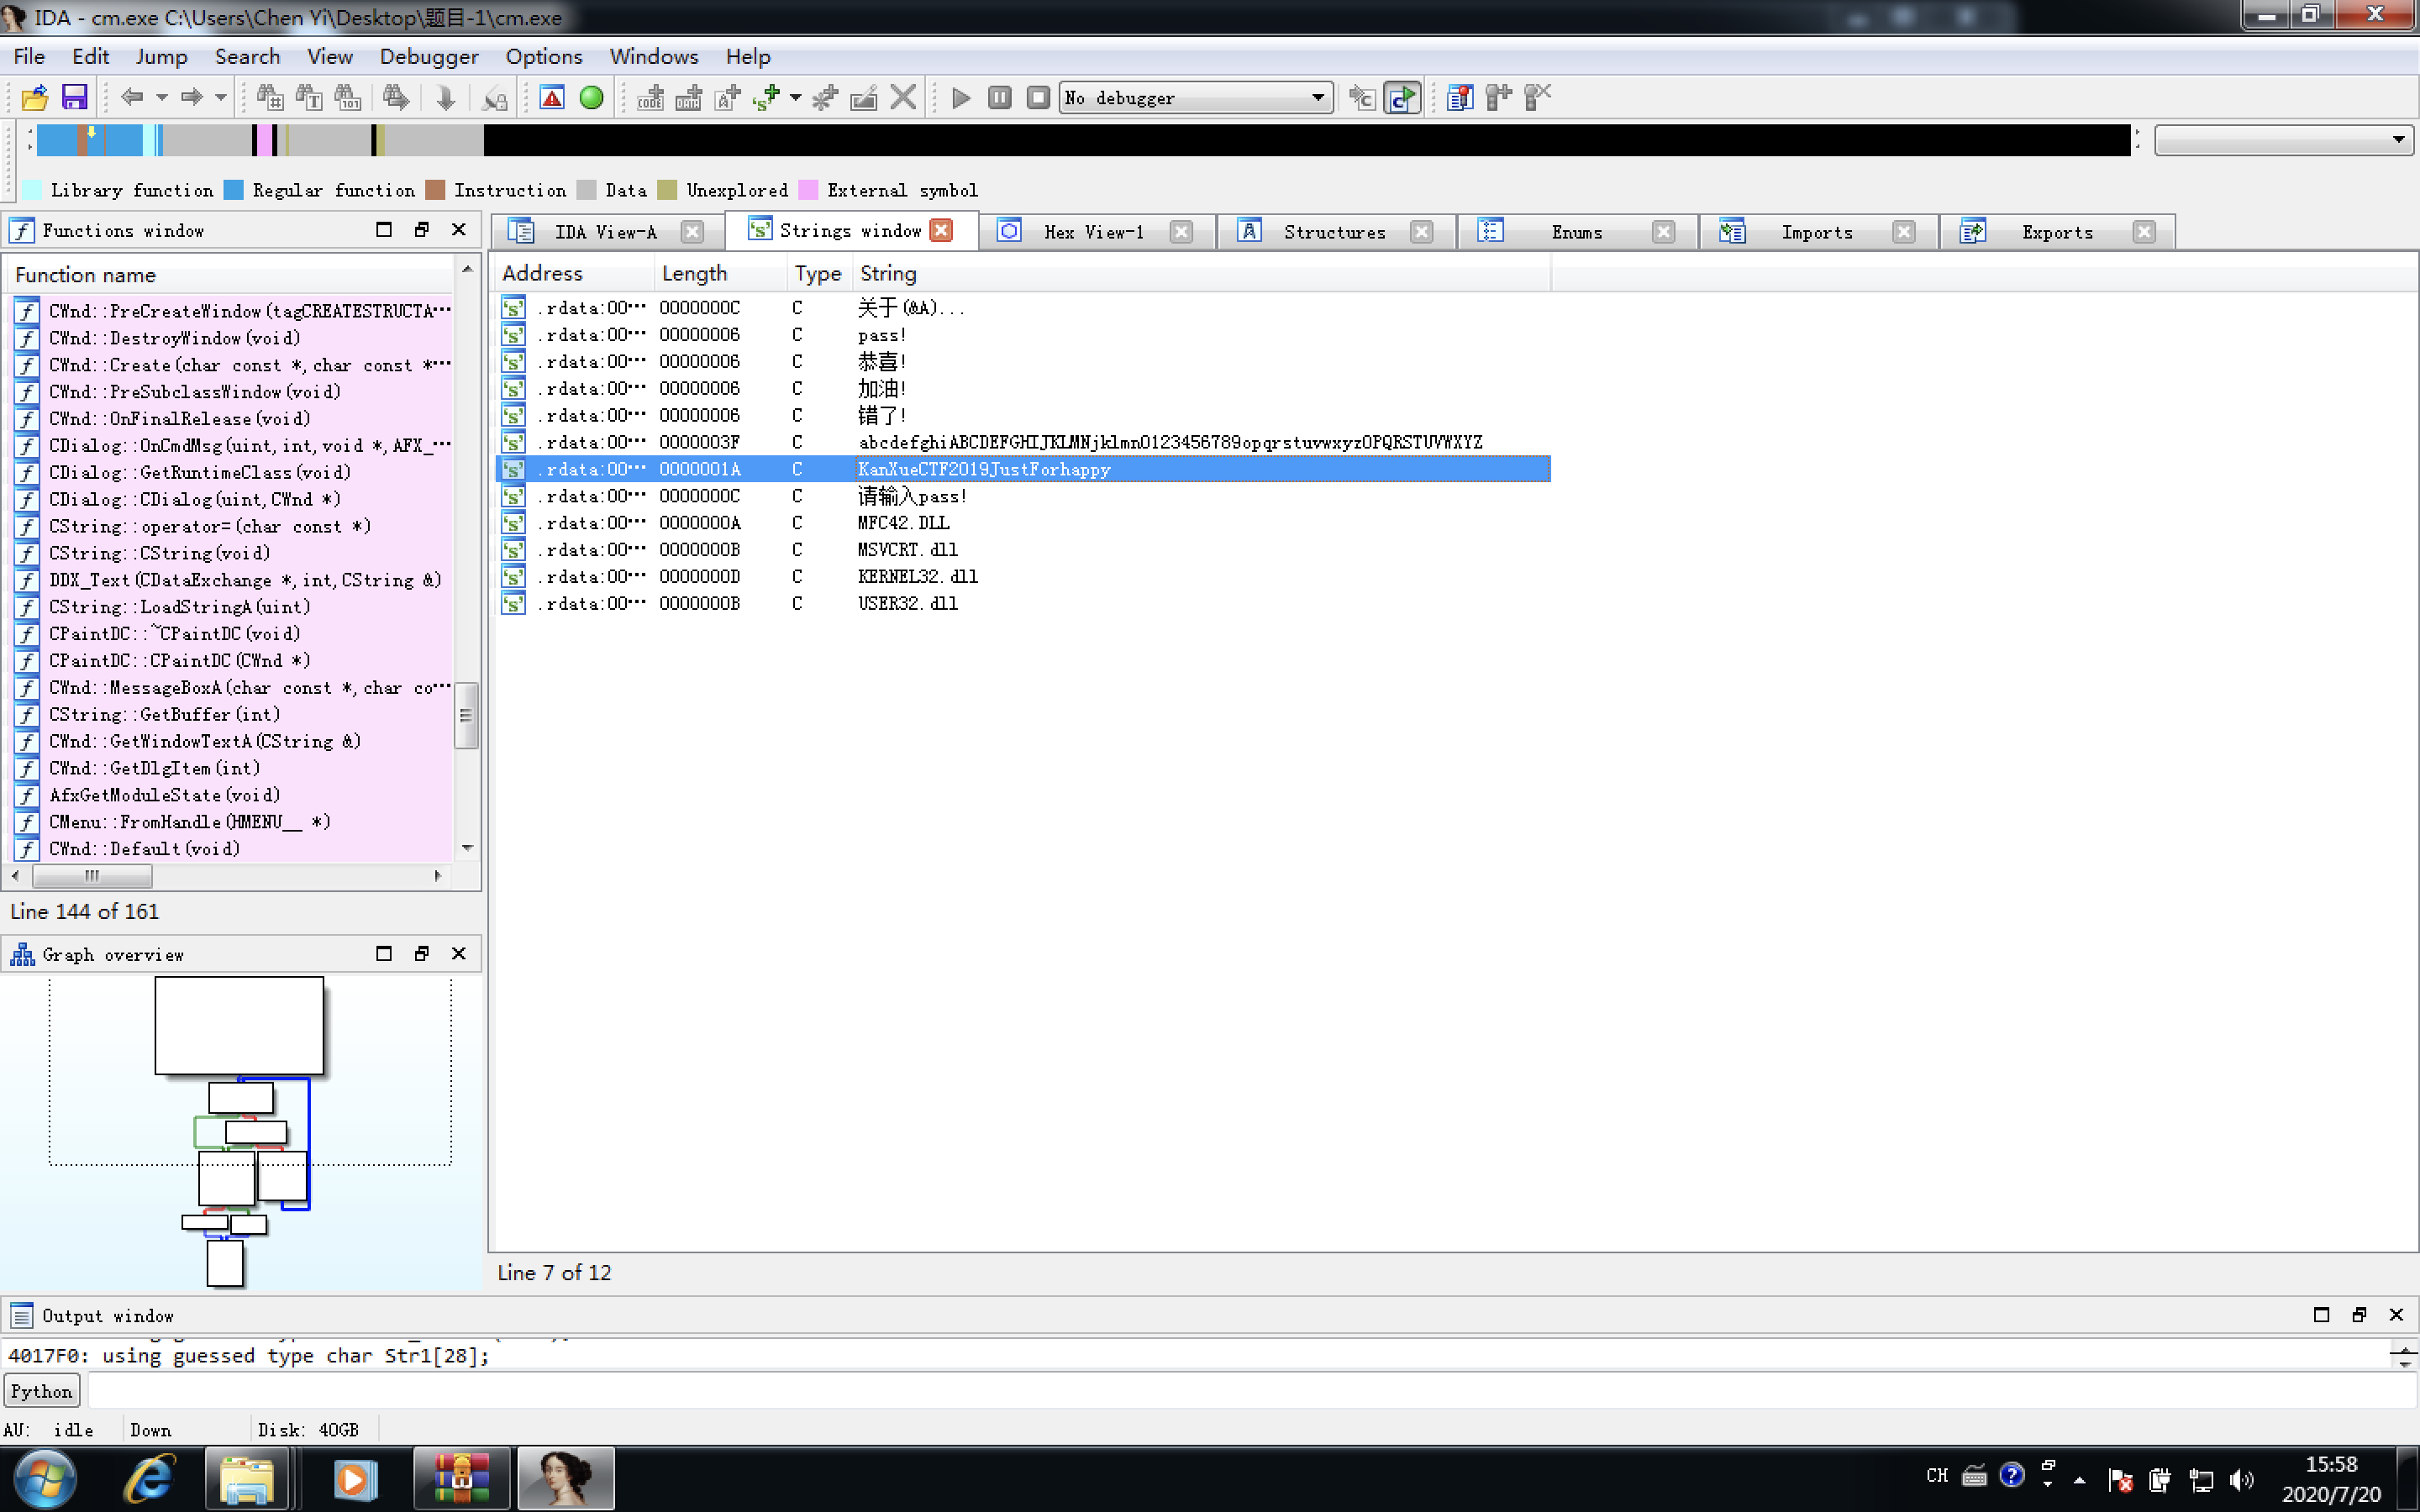 IDA - cm.exe C:\Users\Chen Yi\Desktop\题目-1\cm.exe
File Edit Jump Search View Debugger Options Windows Help
No debugger
Library function Regular function Instruction Data Unexplored External symbol
Functions window
IDA View-A Strings window Hex View-1 Structures Enums Imports Exports
Function name
CWnd::PreCreateWindow(tagCREATESTRUCTA…
CWnd::DestroyWindow(void)
CWnd::Create(char const *,char const *…
CWnd::PreSubclassWindow(void)
CWnd::OnFinalRelease(void)
CDialog::OnCmdMsg(uint,int,void *,AFX_…
CDialog::GetRuntimeClass(void)
CDialog::CDialog(uint,CWnd *)
CString::operator=(char const *)
CString::CString(void)
DDX_Text(CDataExchange *,int,CString &)
CString::LoadStringA(uint)
CPaintDC::~CPaintDC(void)
CPaintDC::CPaintDC(CWnd *)
CWnd::MessageBoxA(char const *,char co…
CString::GetBuffer(int)
CWnd::GetWindowTextA(CString &)
CWnd::GetDlgItem(int)
AfxGetModuleState(void)
CMenu::FromHandle(HMENU__ *)
CWnd::Default(void)
Line 144 of 161
Address Length Type String
.rdata:00… 0000000C C 关于(&A)...
.rdata:00… 00000006 C pass!
.rdata:00… 00000006 C 恭喜!
.rdata:00… 00000006 C 加油!
.rdata:00… 00000006 C 错了!
.rdata:00… 0000003F C abcdefghiABCDEFGHIJKLMNjklmn0123456789opqrstuvwxyzOPQRSTUVWXYZ
.rdata:00… 0000001A C KanXueCTF2019JustForhappy
.rdata:00… 0000000C C 请输入pass!
.rdata:00… 0000000A C MFC42.DLL
.rdata:00… 0000000B C MSVCRT.dll
.rdata:00… 0000000D C KERNEL32.dll
.rdata:00… 0000000B C USER32.dll
Line 7 of 12
Graph overview
Output window
4017F0: using guessed type char Str1[28];
Python
AU: idle Down Disk: 40GB
CH
15:58
2020/7/20